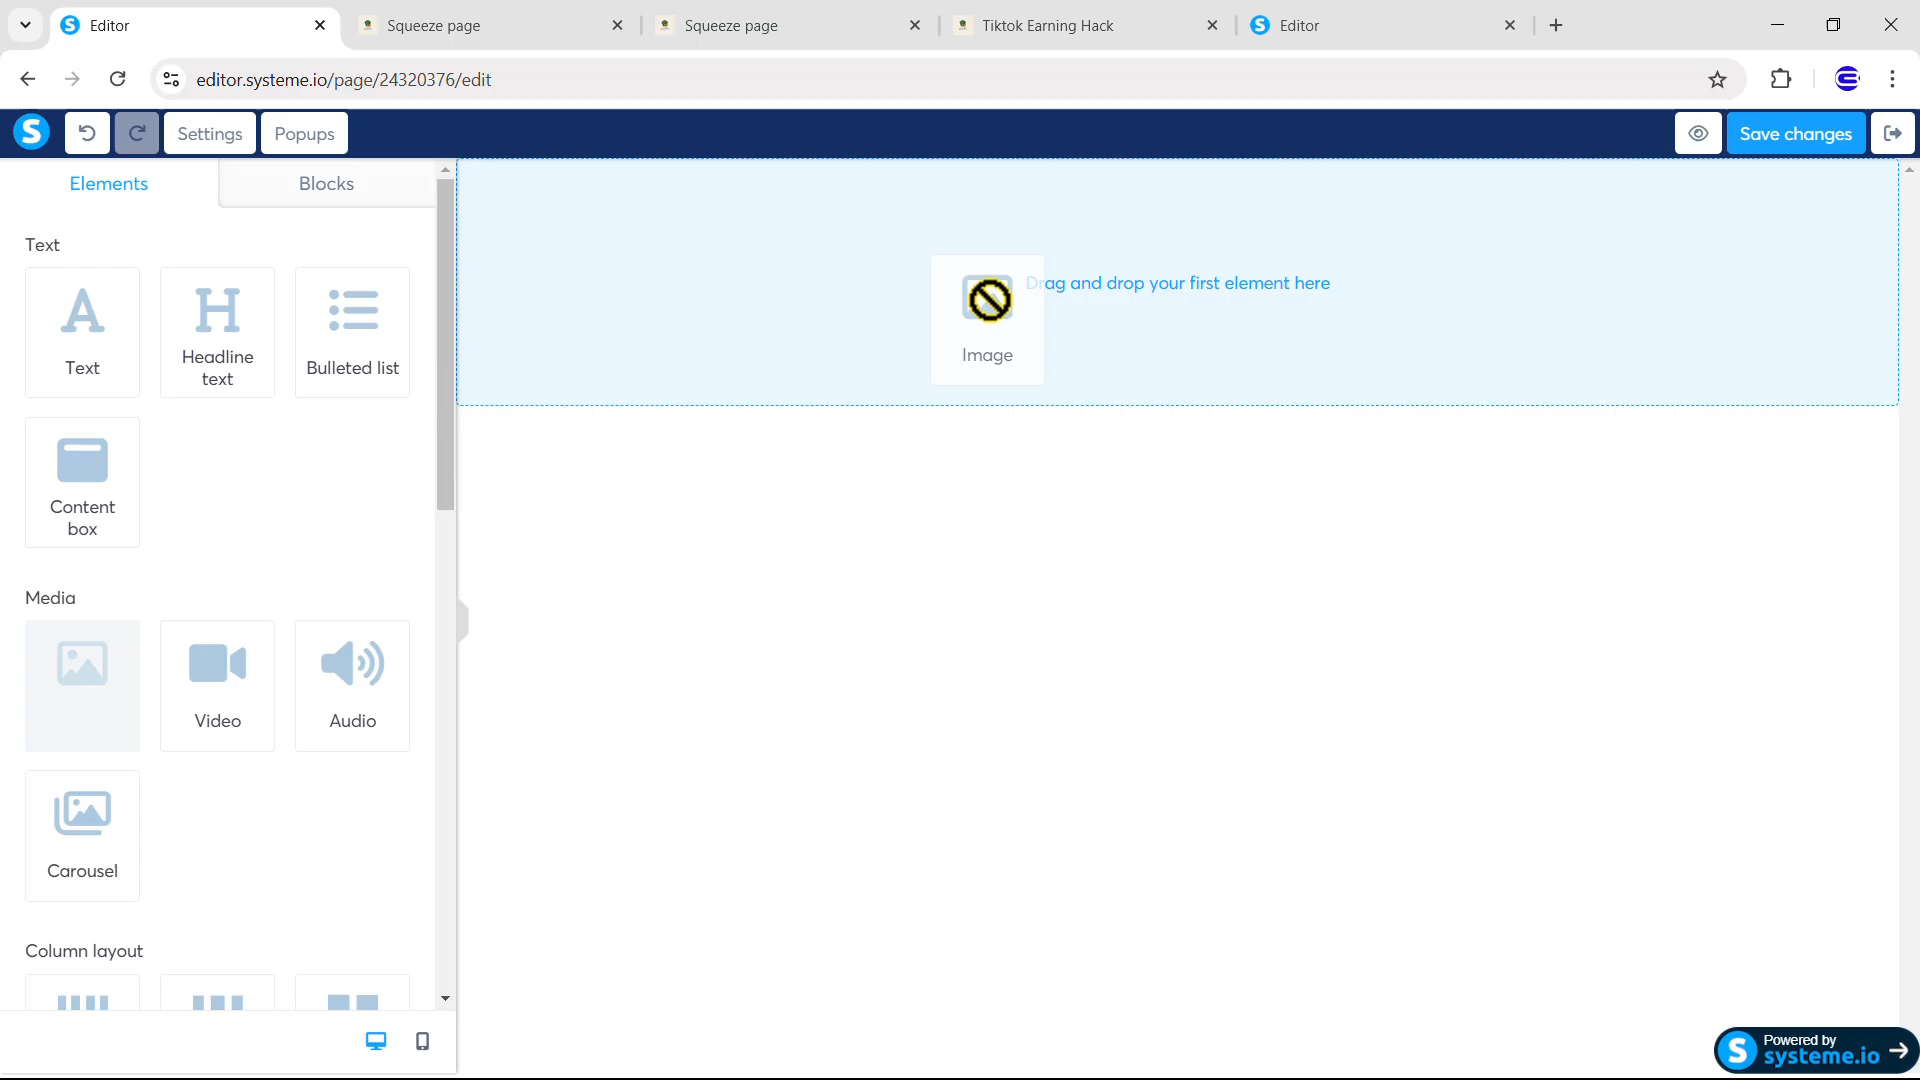 Editor
Squeeze page
Squeeze page
Tiktok Earning Hack
Editor
editor.systeme.io/page/24320376/edit
S
Settings
Popups
Save changes
Elements
Blocks
Text
Text
Headline text
Bulleted list
Content box
Drag and drop your first element here
Image
Media
Video
Audio
Carousel
Column layout
Powered by
systeme.io